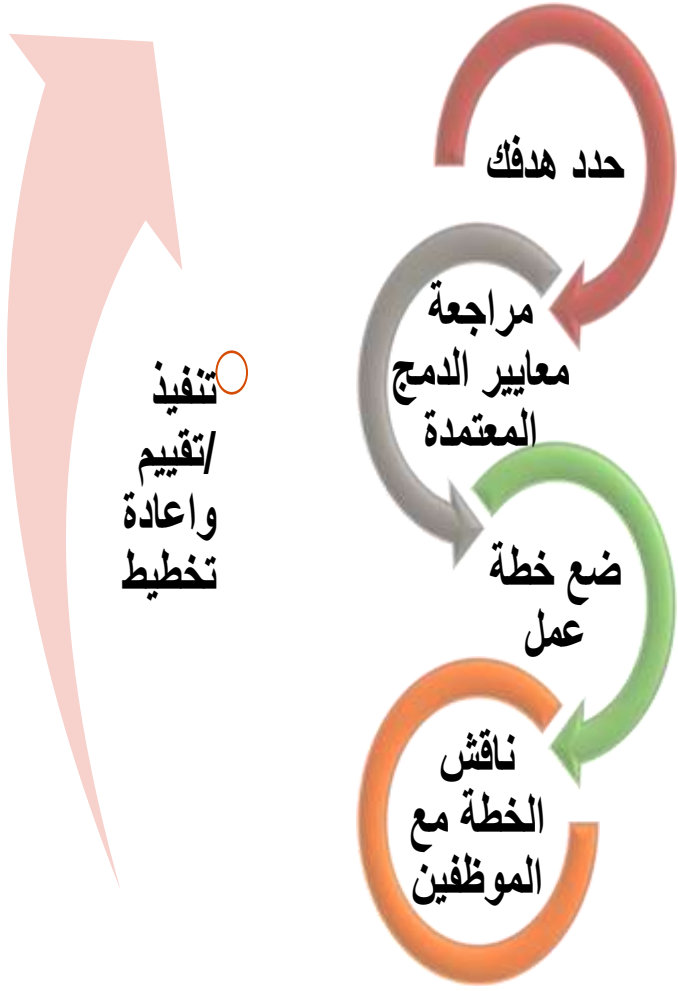 حدد هدفك
مراجعة
معايير الدمج
المعتمدة
ضع خطة
عمل
ناقش
الخطة مع
الموظفين
تنفيذ
/تقييم
واعادة
تخطيط